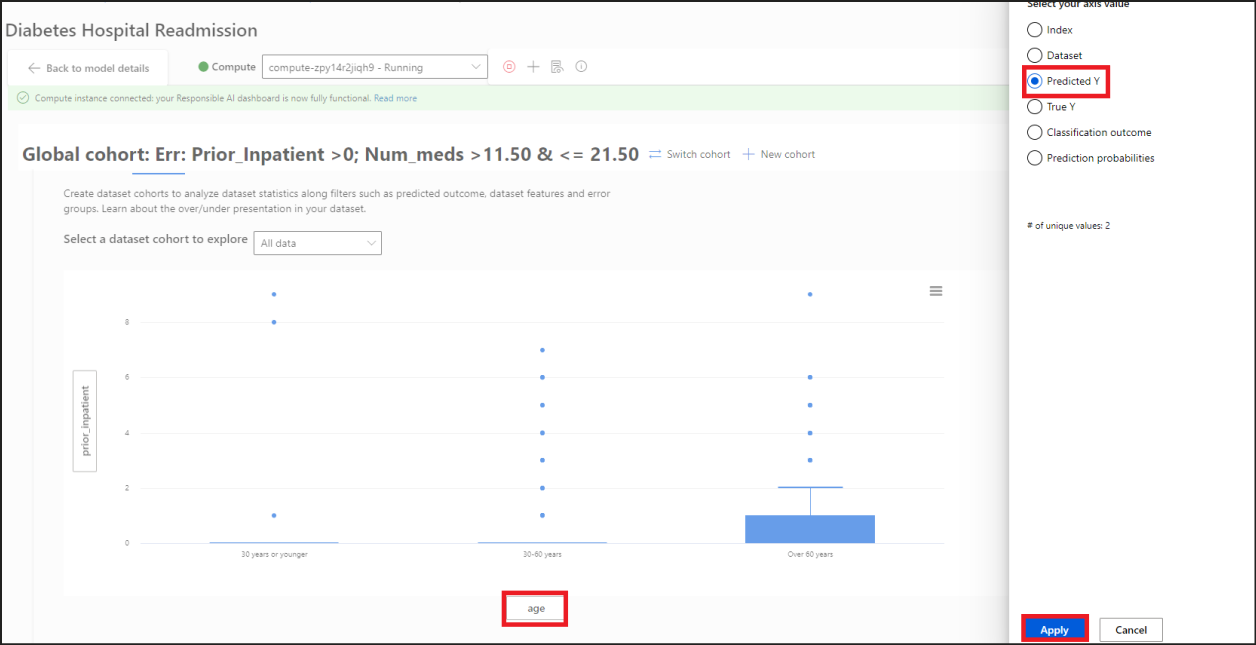 Diabetes Hospital Readmission
Back to model details
Compute
compute-zpy14r2jiqh9 - Running
Compute instance connected: your Responsible AI dashboard is now fully functional. Read more
Global cohort: Err: Prior_Inpatient >0; Num_meds >11.50 & <= 21.50
Switch cohort
New cohort
Create dataset cohorts to analyze dataset statistics along filters such as predicted outcome, dataset features and error
groups. Learn about the over/under presentation in your dataset.
Select a dataset cohort to explore
All data
8
6
4
2
0
prior_inpatient
30 years or younger
30-60 years
Over 60 years
age
Select your axis value
Index
Dataset
Predicted Y
True Y
Classification outcome
Prediction probabilities
# of unique values: 2
Apply
Cancel